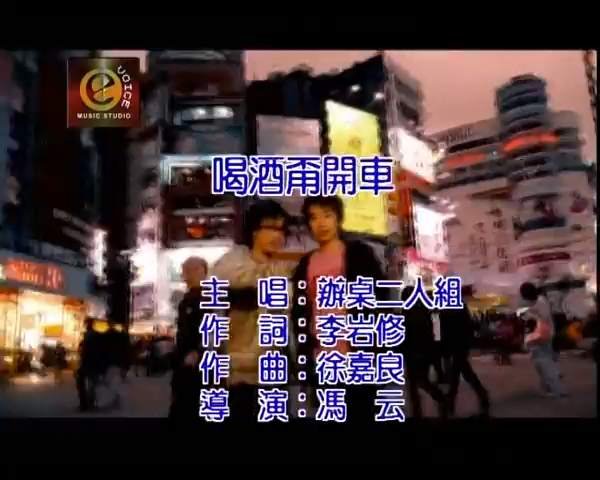 VOICE
MUSIC STUDIO
喝酒甭開車
主　唱：辦桌二人組
作　詞：李岩修
作　曲：徐嘉良
導　演：馮　云